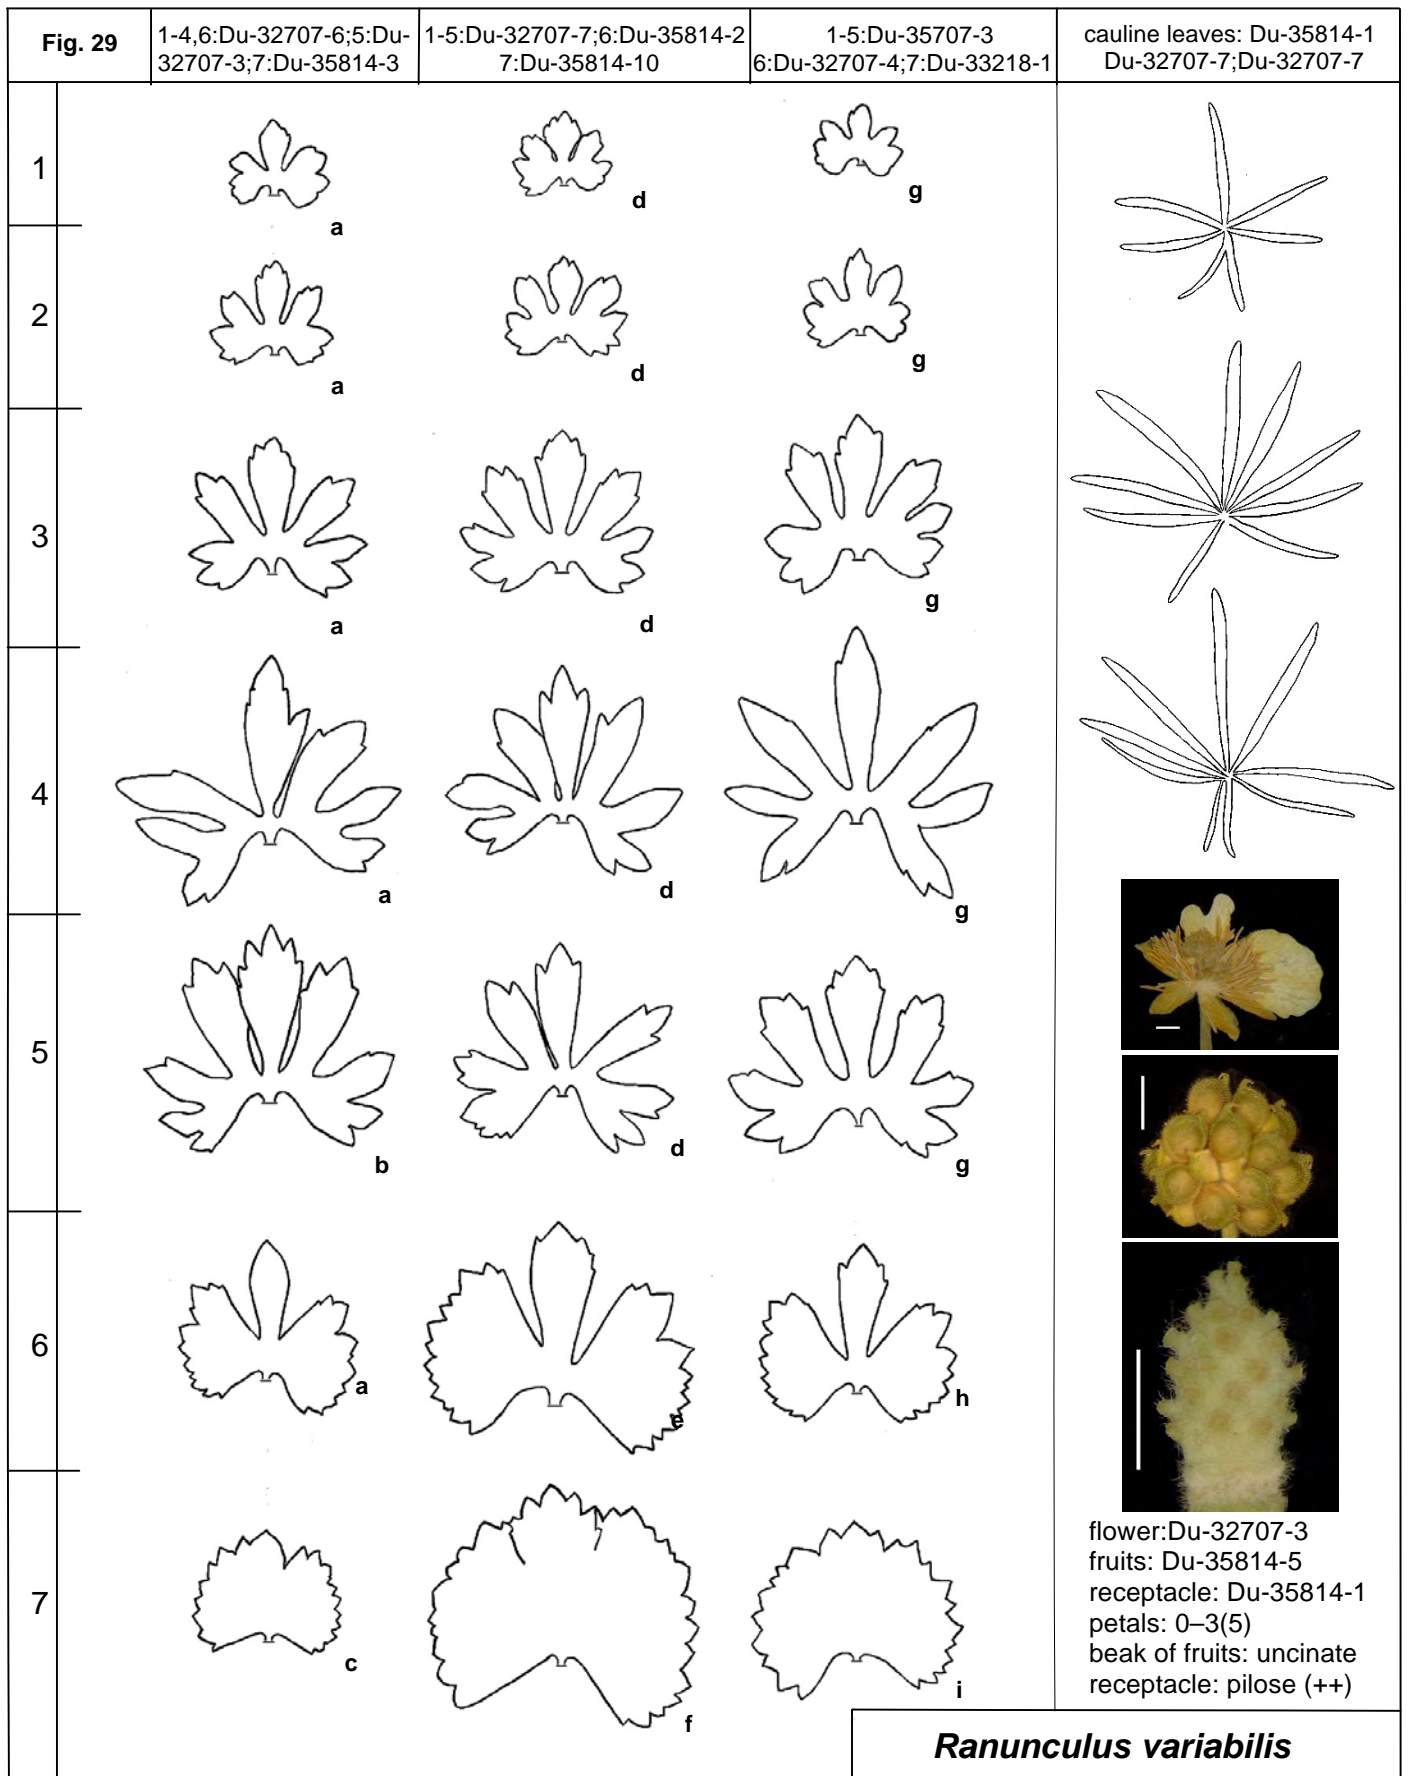 Fig. 29
1-4,6:Du-32707-6;5:Du-
32707-3;7:Du-35814-3
1-5:Du-32707-7;6:Du-35814-2
7:Du-35814-10
1-5:Du-35707-3
6:Du-32707-4;7:Du-33218-1
cauline leaves: Du-35814-1
Du-32707-7;Du-32707-7
1
a
d
g
2
a
d
g
3
a
d
g
4
a
d
g
5
b
d
g
6
a
e
h
7
c
f
i
flower:Du-32707-3
fruits: Du-35814-5
receptacle: Du-35814-1
petals: 0–3(5)
beak of fruits: uncinate
receptacle: pilose (++)
Ranunculus variabilis